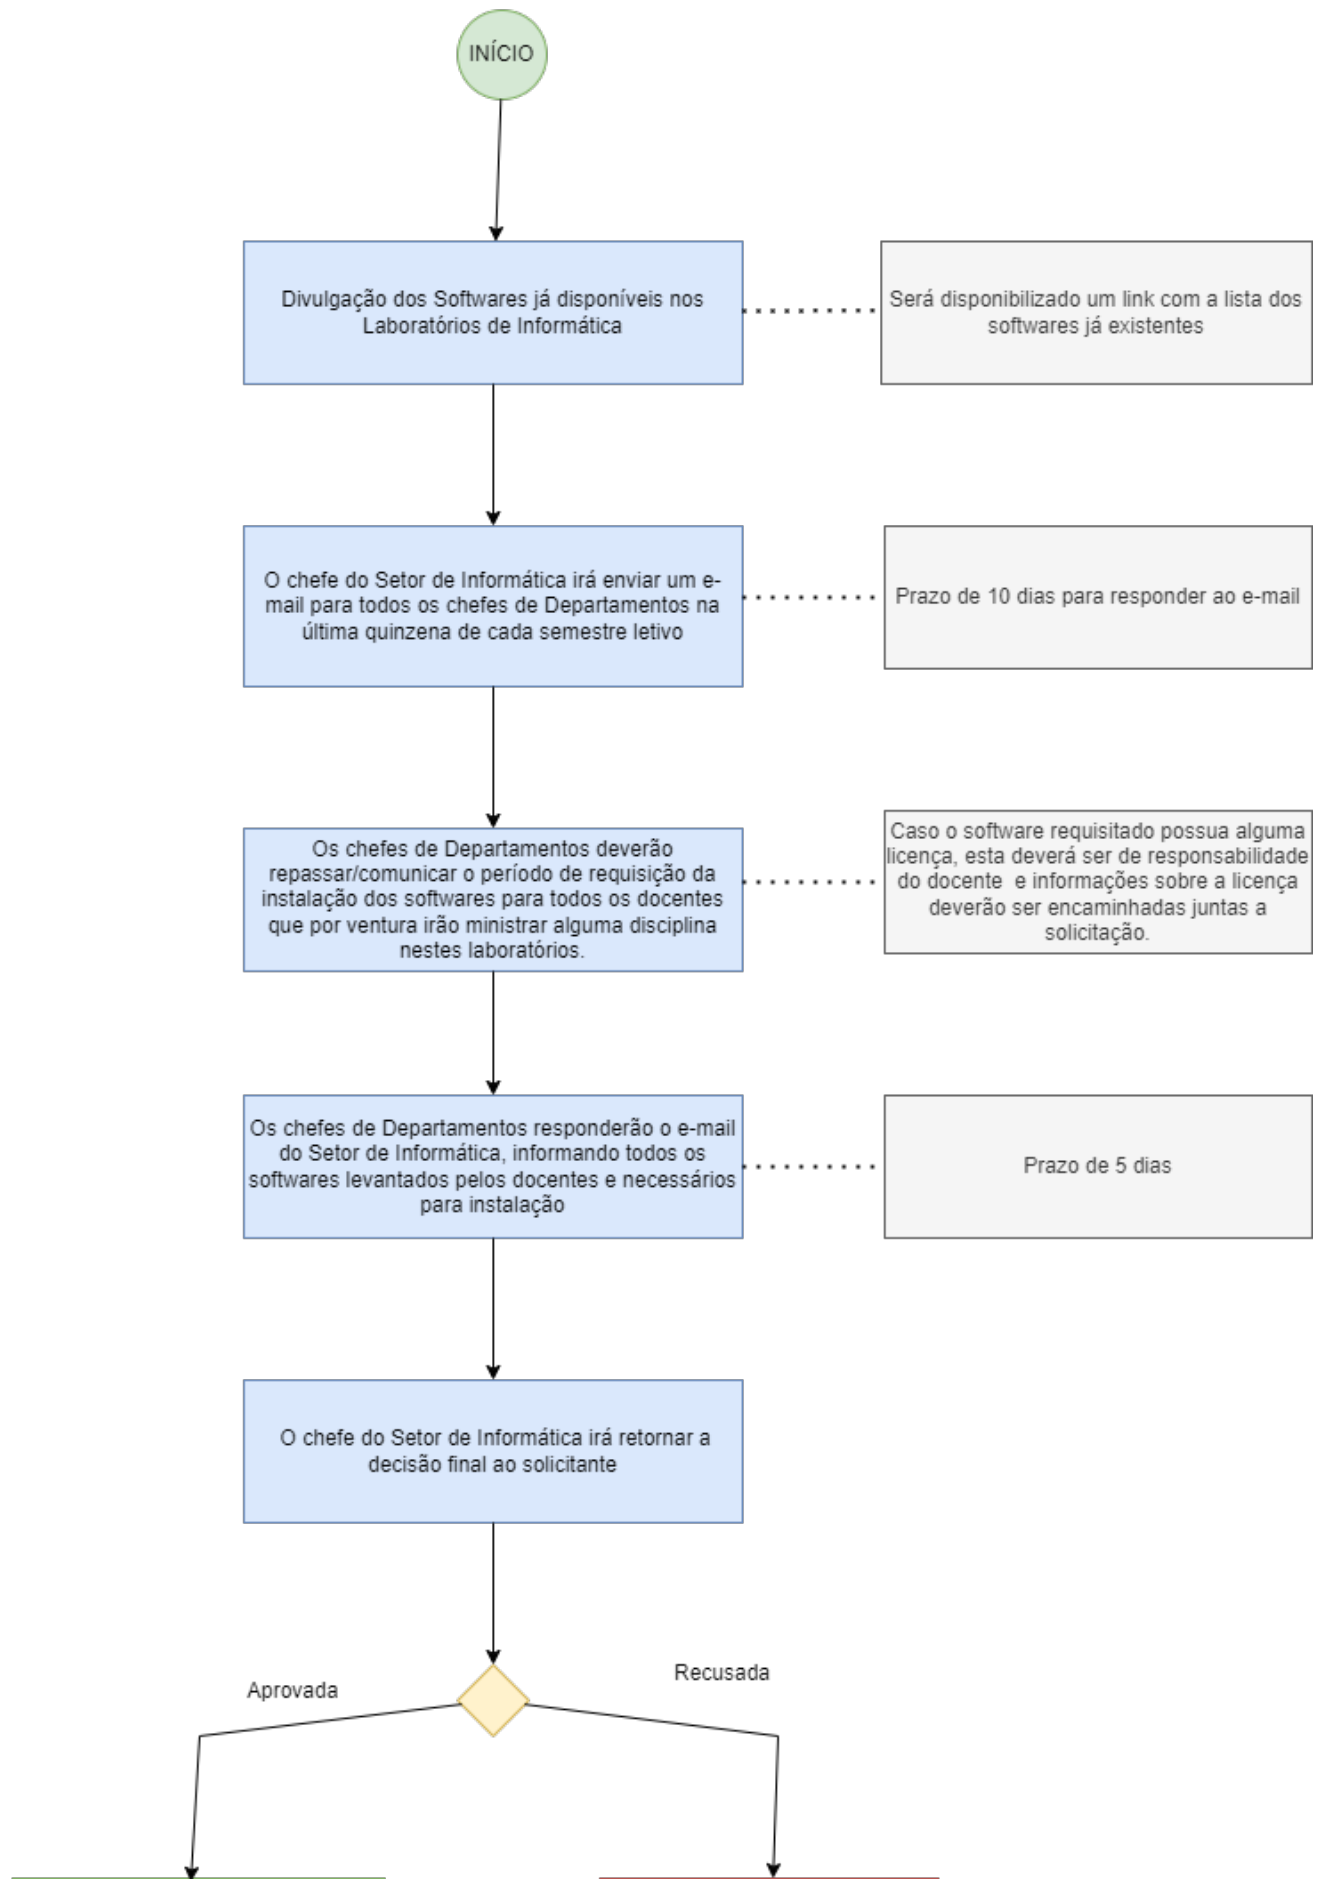 INÍCIO
Divulgação dos Softwares já disponíveis nos
Laboratórios de Informática
Será disponibilizado um link com a lista dos
softwares já existentes
O chefe do Setor de Informática irá enviar um e-
mail para todos os chefes de Departamentos na
última quinzena de cada semestre letivo
Prazo de 10 dias para responder ao e-mail
Os chefes de Departamentos deverão
repassar/comunicar o período de requisição da
instalação dos softwares para todos os docentes
que por ventura irão ministrar alguma disciplina
nestes laboratórios.
Caso o software requisitado possua alguma
licença, esta deverá ser de responsabilidade
do docente e informações sobre a licença
deverão ser encaminhadas juntas a
solicitação.
Os chefes de Departamentos responderão o e-mail
do Setor de Informática, informando todos os
softwares levantados pelos docentes e necessários
para instalação
Prazo de 5 dias
O chefe do Setor de Informática irá retornar a
decisão final ao solicitante
Aprovada
Recusada